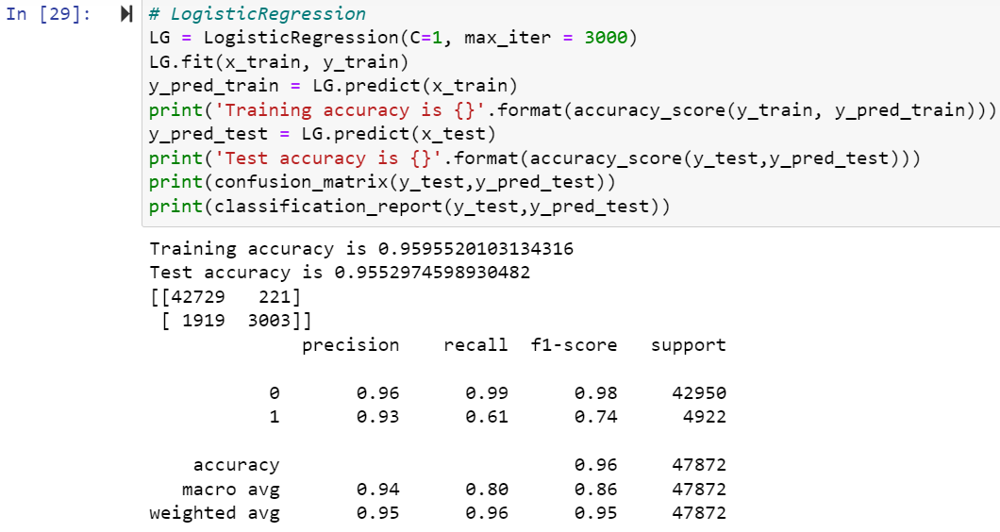 In [29]:
# LogisticRegression
LG = LogisticRegression(C=1, max_iter = 3000)
LG.fit(x_train, y_train)
y_pred_train = LG.predict(x_train)
print('Training accuracy is {}'.format(accuracy_score(y_train, y_pred_train)))
y_pred_test = LG.predict(x_test)
print('Test accuracy is {}'.format(accuracy_score(y_test,y_pred_test)))
print(confusion_matrix(y_test,y_pred_test))
print(classification_report(y_test,y_pred_test))
Training accuracy is 0.9595520103134316
Test accuracy is 0.9552974598930482
[[42729   221]
 [ 1919  3003]]
              precision    recall  f1-score   support
           0       0.96      0.99      0.98     42950
           1       0.93      0.61      0.74      4922
    accuracy                           0.96     47872
   macro avg       0.94      0.80      0.86     47872
weighted avg       0.95      0.96      0.95     47872